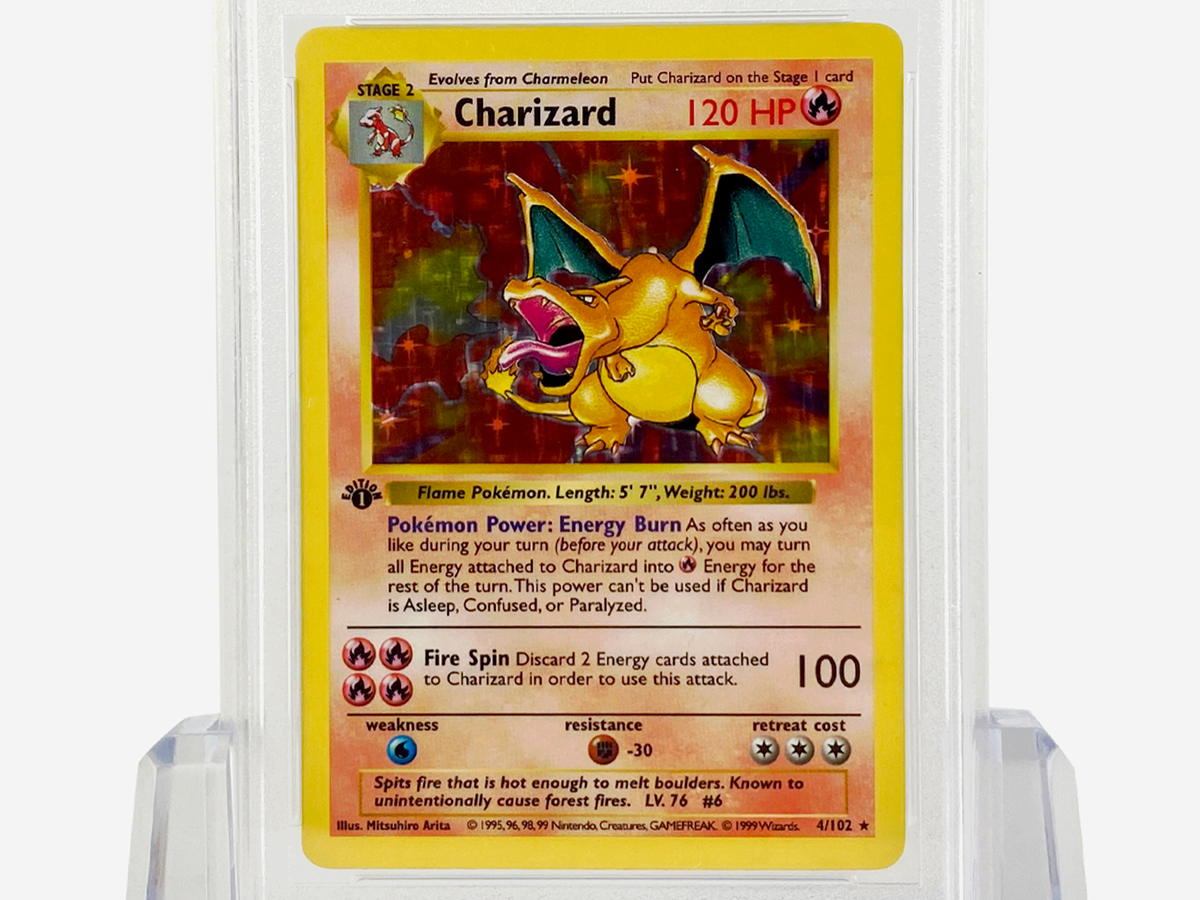 Evolves from Charmeleon Put Charizard on the Stage 1 card
STAGE 2
Charizard 120 HP
EDITION 1
Flame Pokémon. Length: 5' 7", Weight: 200 lbs.
Pokémon Power: Energy Burn As often as you
like during your turn (before your attack), you may turn
all Energy attached to Charizard into Energy for the
rest of the turn. This power can't be used if Charizard
is Asleep, Confused, or Paralyzed.
Fire Spin Discard 2 Energy cards attached
to Charizard in order to use this attack.
100
weakness resistance retreat cost
-30
Spits fire that is hot enough to melt boulders. Known to
unintentionally cause forest fires. LV. 76 #6
Illus. Mitsuhiro Arita © 1995, 96, 98, 99 Nintendo, Creatures, GAMEFREAK. © 1999 Wizards. 4/102 ★